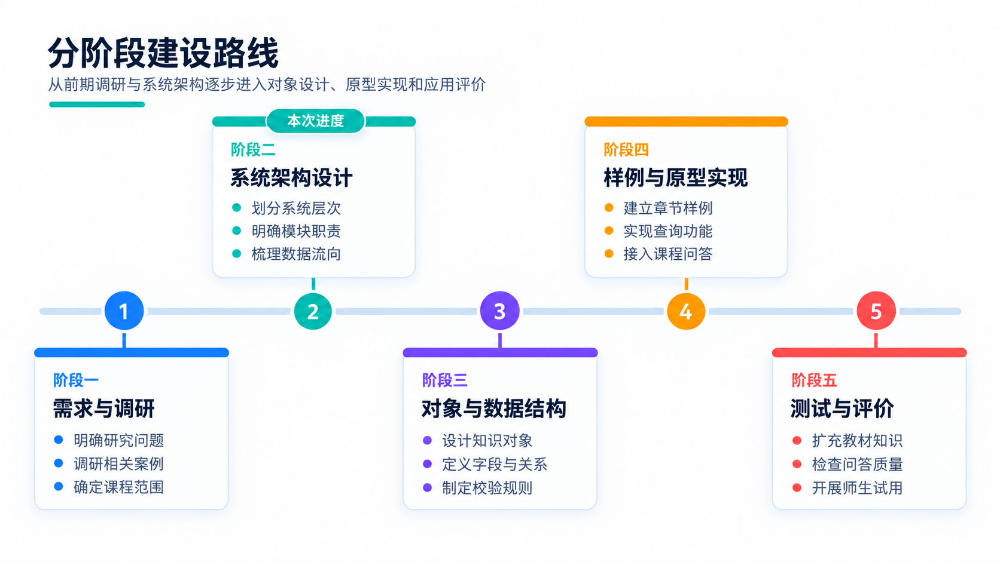 分阶段建设路线
从前期调研与系统架构逐步进入对象设计、原型实现和应用评价
本次进度
阶段二
系统架构设计
划分系统层次
明确模块职责
梳理数据流向
阶段四
样例与原型实现
建立章节样例
实现查询功能
接入课程问答
1
2
3
4
5
阶段一
需求与调研
明确研究问题
调研相关案例
确定课程范围
阶段三
对象与数据结构
设计知识对象
定义字段与关系
制定校验规则
阶段五
测试与评价
扩充教材知识
检查问答质量
开展师生试用